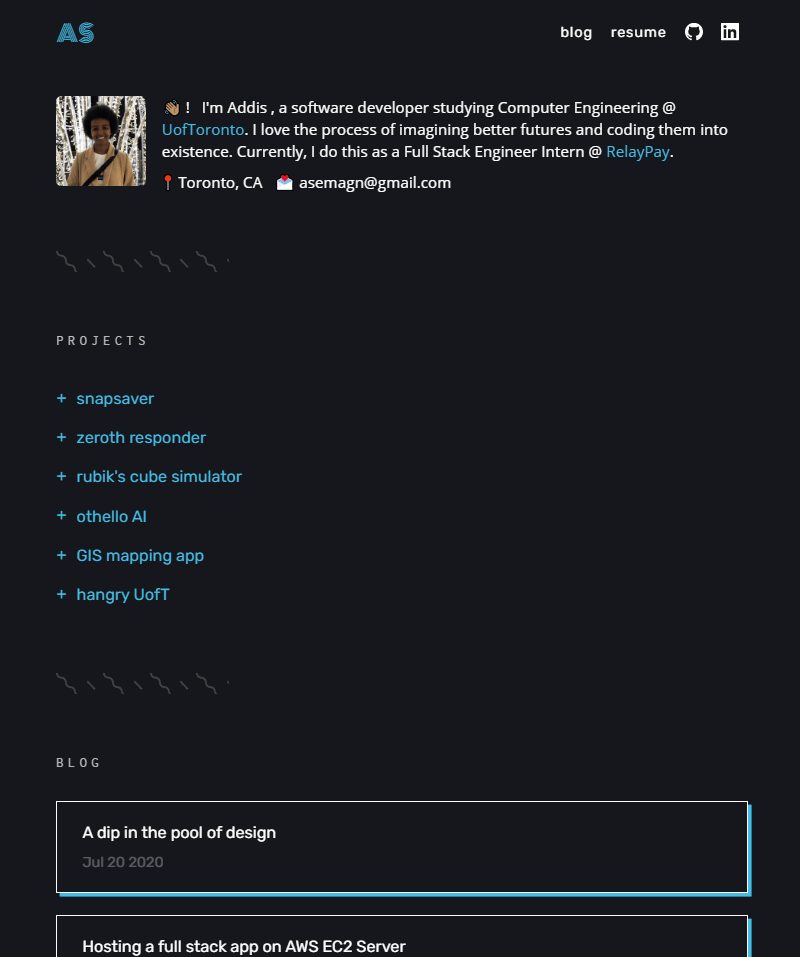 AS
blog resume
👋🏽 ! I'm Addis , a software developer studying Computer Engineering @
UofToronto. I love the process of imagining better futures and coding them into
existence. Currently, I do this as a Full Stack Engineer Intern @ RelayPay.
📍 Toronto, CA 💌 asemagn@gmail.com
PROJECTS
+ snapsaver
+ zeroth responder
+ rubik's cube simulator
+ othello AI
+ GIS mapping app
+ hangry UofT
BLOG
A dip in the pool of design
Jul 20 2020
Hosting a full stack app on AWS EC2 Server